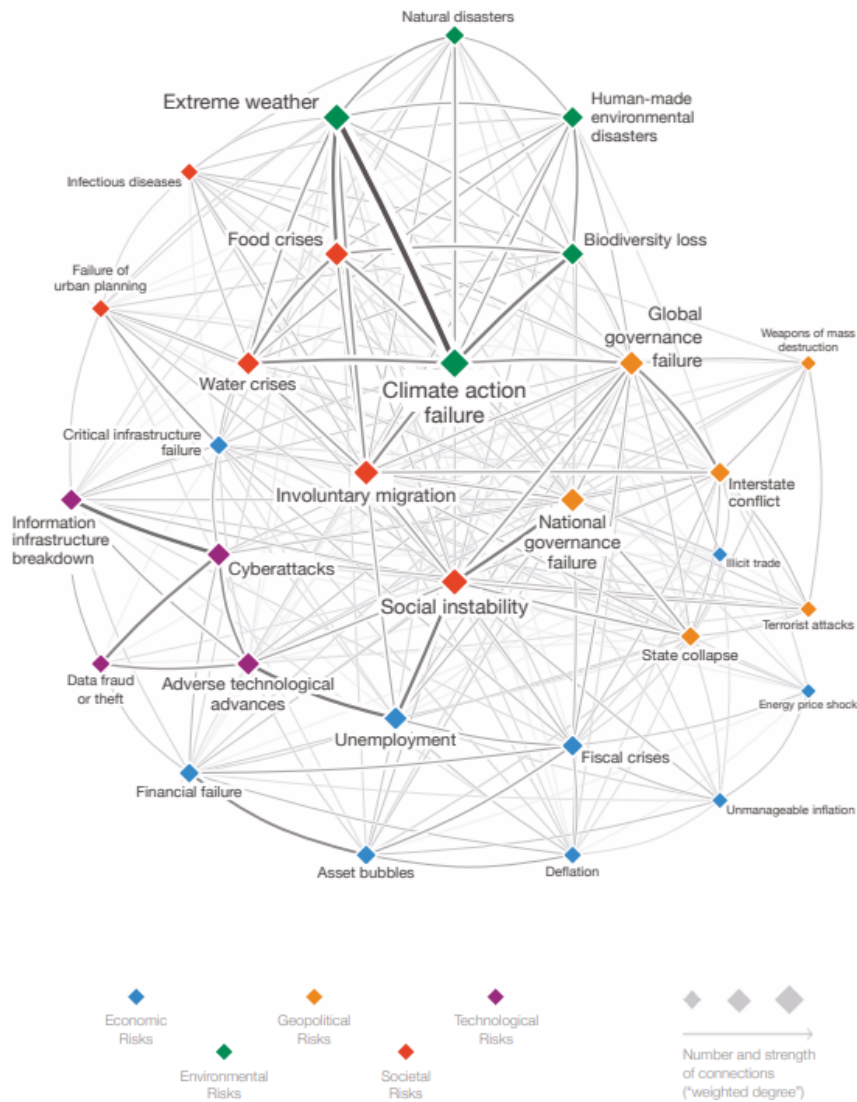 Natural disasters
Extreme weather
Human-made
environmental
disasters
Infectious diseases
Food crises
Biodiversity loss
Failure of
urban planning
Global
governance
failure
Weapons of mass
destruction
Water crises
Climate action
failure
Critical infrastructure
failure
Involuntary migration
Interstate
conflict
Information
infrastructure
breakdown
National
governance
failure
Cyberattacks
Illicit trade
Social instability
Terrorist attacks
State collapse
Data fraud
or theft
Adverse technological
advances
Energy price shock
Unemployment
Fiscal crises
Financial failure
Unmanageable inflation
Asset bubbles
Deflation
Economic
Risks
Geopolitical
Risks
Technological
Risks
Environmental
Risks
Societal
Risks
Number and strength
of connections
("weighted degree")